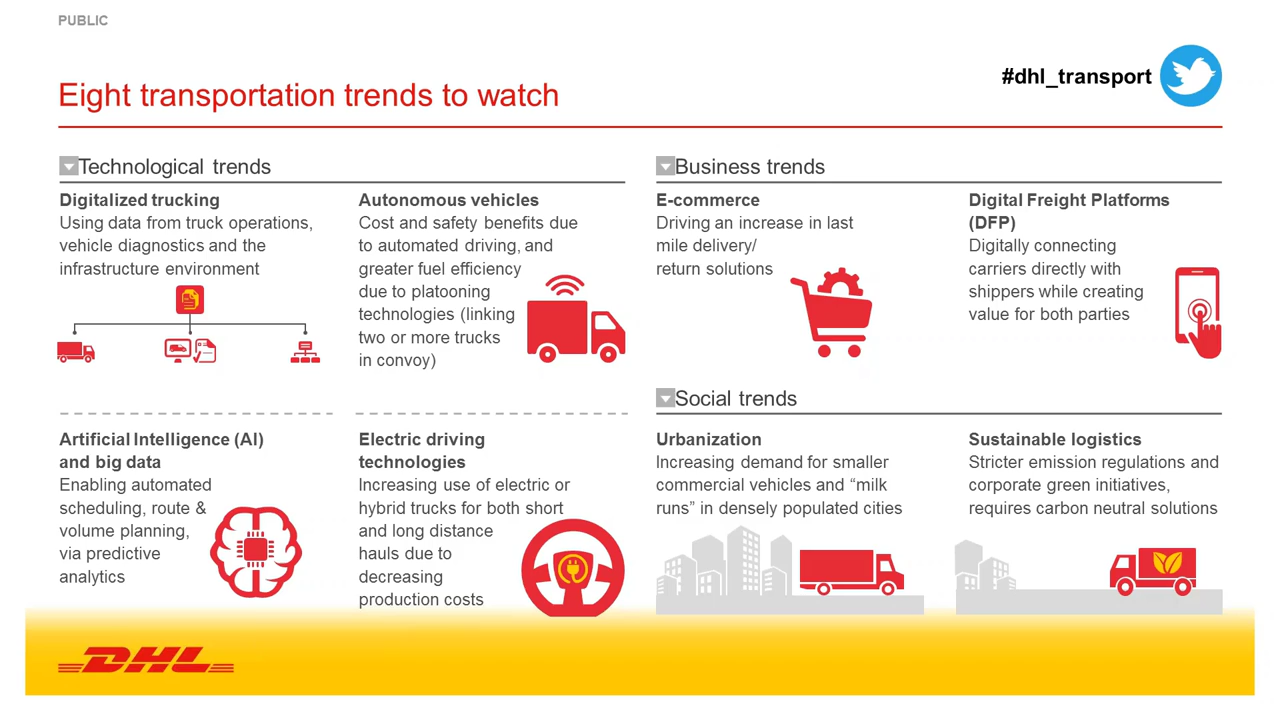 PUBLIC
#dhl_transport
Eight transportation trends to watch
Technological trends
Digitalized trucking
Using data from truck operations,
vehicle diagnostics and the
infrastructure environment
Autonomous vehicles
Cost and safety benefits due
to automated driving, and
greater fuel efficiency
due to platooning
technologies (linking
two or more trucks
in convoy)
Artificial Intelligence (AI)
and big data
Enabling automated
scheduling, route &
volume planning,
via predictive
analytics
Electric driving
technologies
Increasing use of electric or
hybrid trucks for both short
and long distance
hauls due to
decreasing
production costs
Business trends
E-commerce
Driving an increase in last
mile delivery/
return solutions
Digital Freight Platforms
(DFP)
Digitally connecting
carriers directly with
shippers while creating
value for both parties
Social trends
Urbanization
Increasing demand for smaller
commercial vehicles and “milk
runs” in densely populated cities
Sustainable logistics
Stricter emission regulations and
corporate green initiatives,
requires carbon neutral solutions
DHL